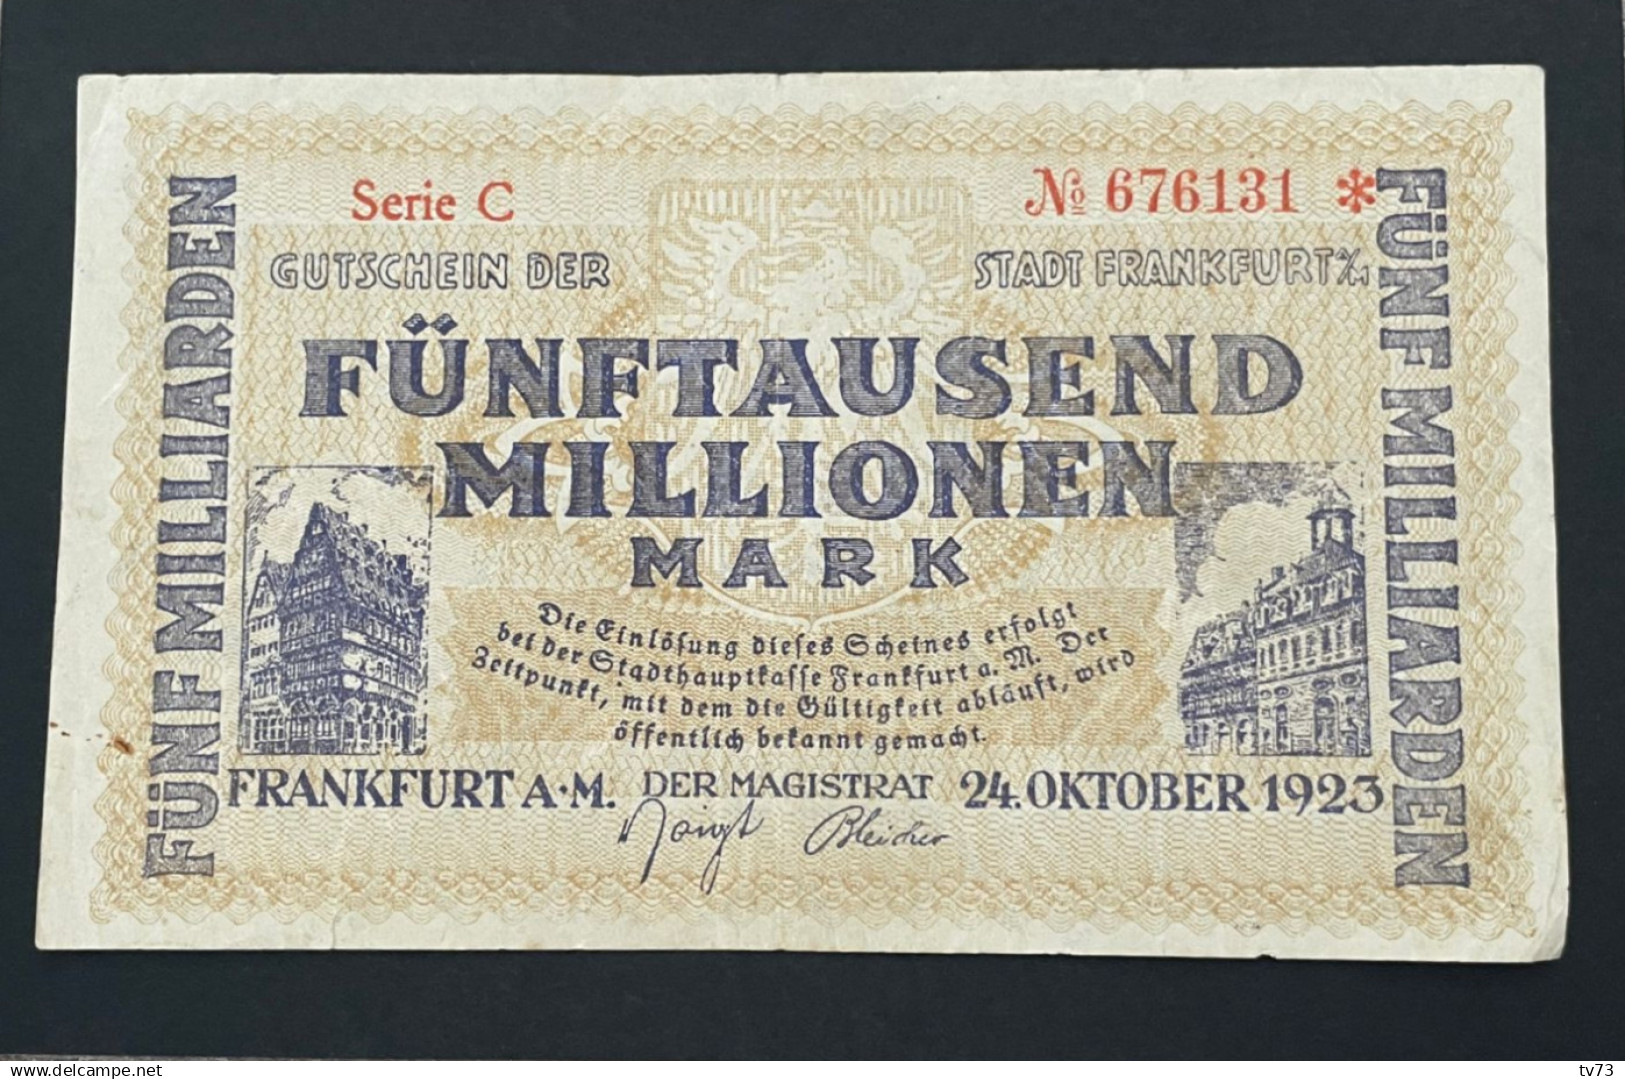 Serie C
№ 676131 *
GUTSCHEIN DER STADT FRANKFURT a/M
FÜNFTAUSEND
MILLIONEN
MARK
FÜNF MILLIARDEN
FÜNF MILLIARDEN
Die Einlösung dieses Scheines erfolgt
bei der Stadthauptkasse Frankfurt a. M. Der
Zeitpunkt, mit dem die Gültigkeit abläuft, wird
öffentlich bekannt gemacht.
FRANKFURT A·M. DER MAGISTRAT 24. OKTOBER 1923
Voigt Bleicher
tv73